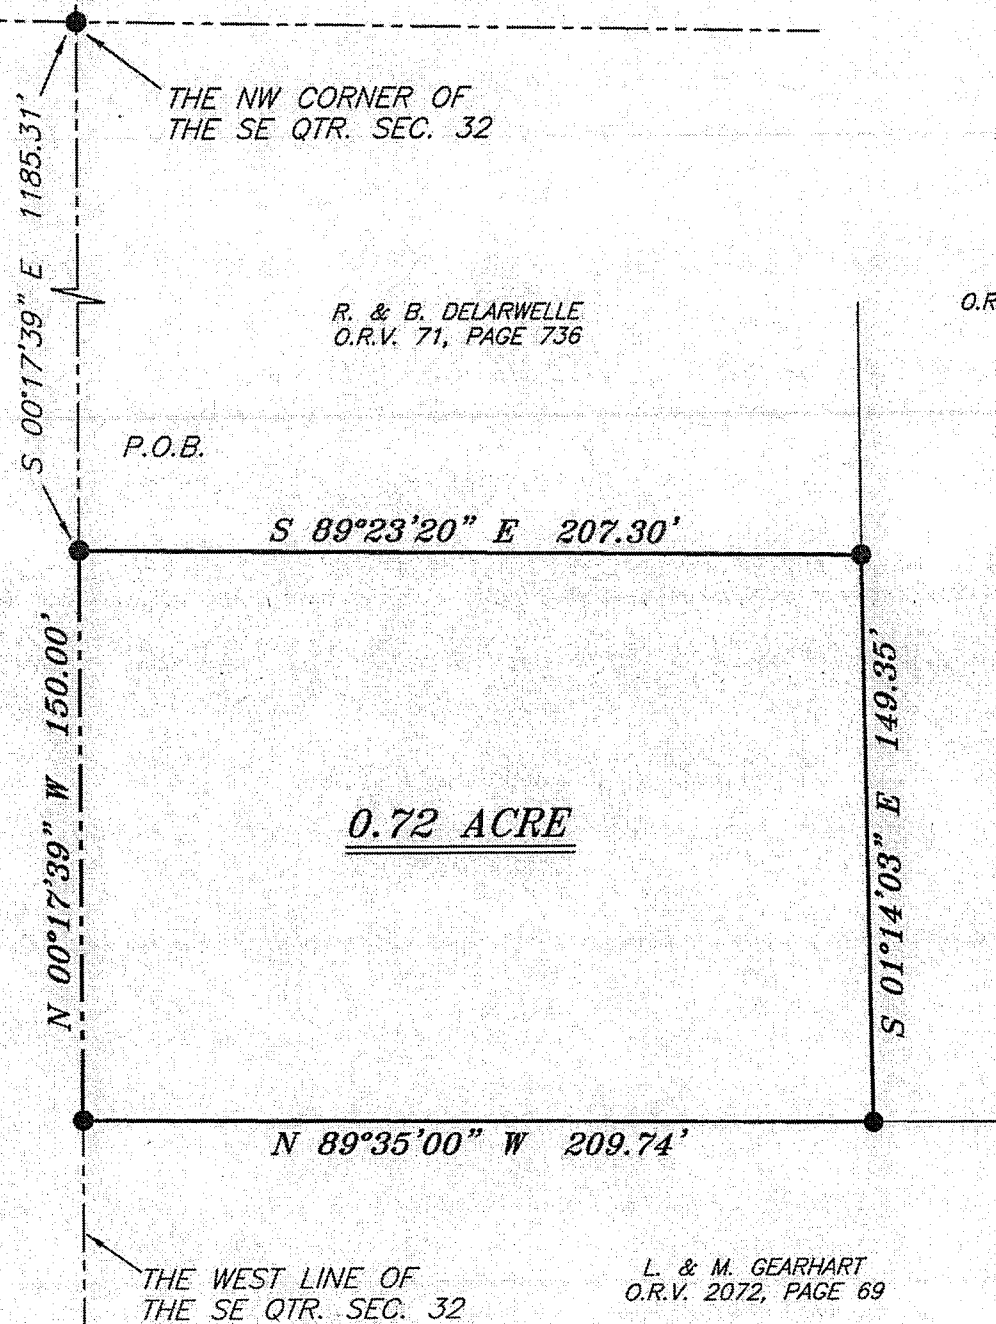 THE NW CORNER OF
THE SE QTR. SEC. 32
S 00°17'39" E 1185.31'
R. & B. DELARWELLE
O.R.V. 71, PAGE 736
O.R
P.O.B.
S 89°23'20" E 207.30'
N 00°17'39" W 150.00'
0.72 ACRE
S 01°14'03" E 149.35'
N 89°35'00" W 209.74'
THE WEST LINE OF
THE SE QTR. SEC. 32
L. & M. GEARHART
O.R.V. 2072, PAGE 69